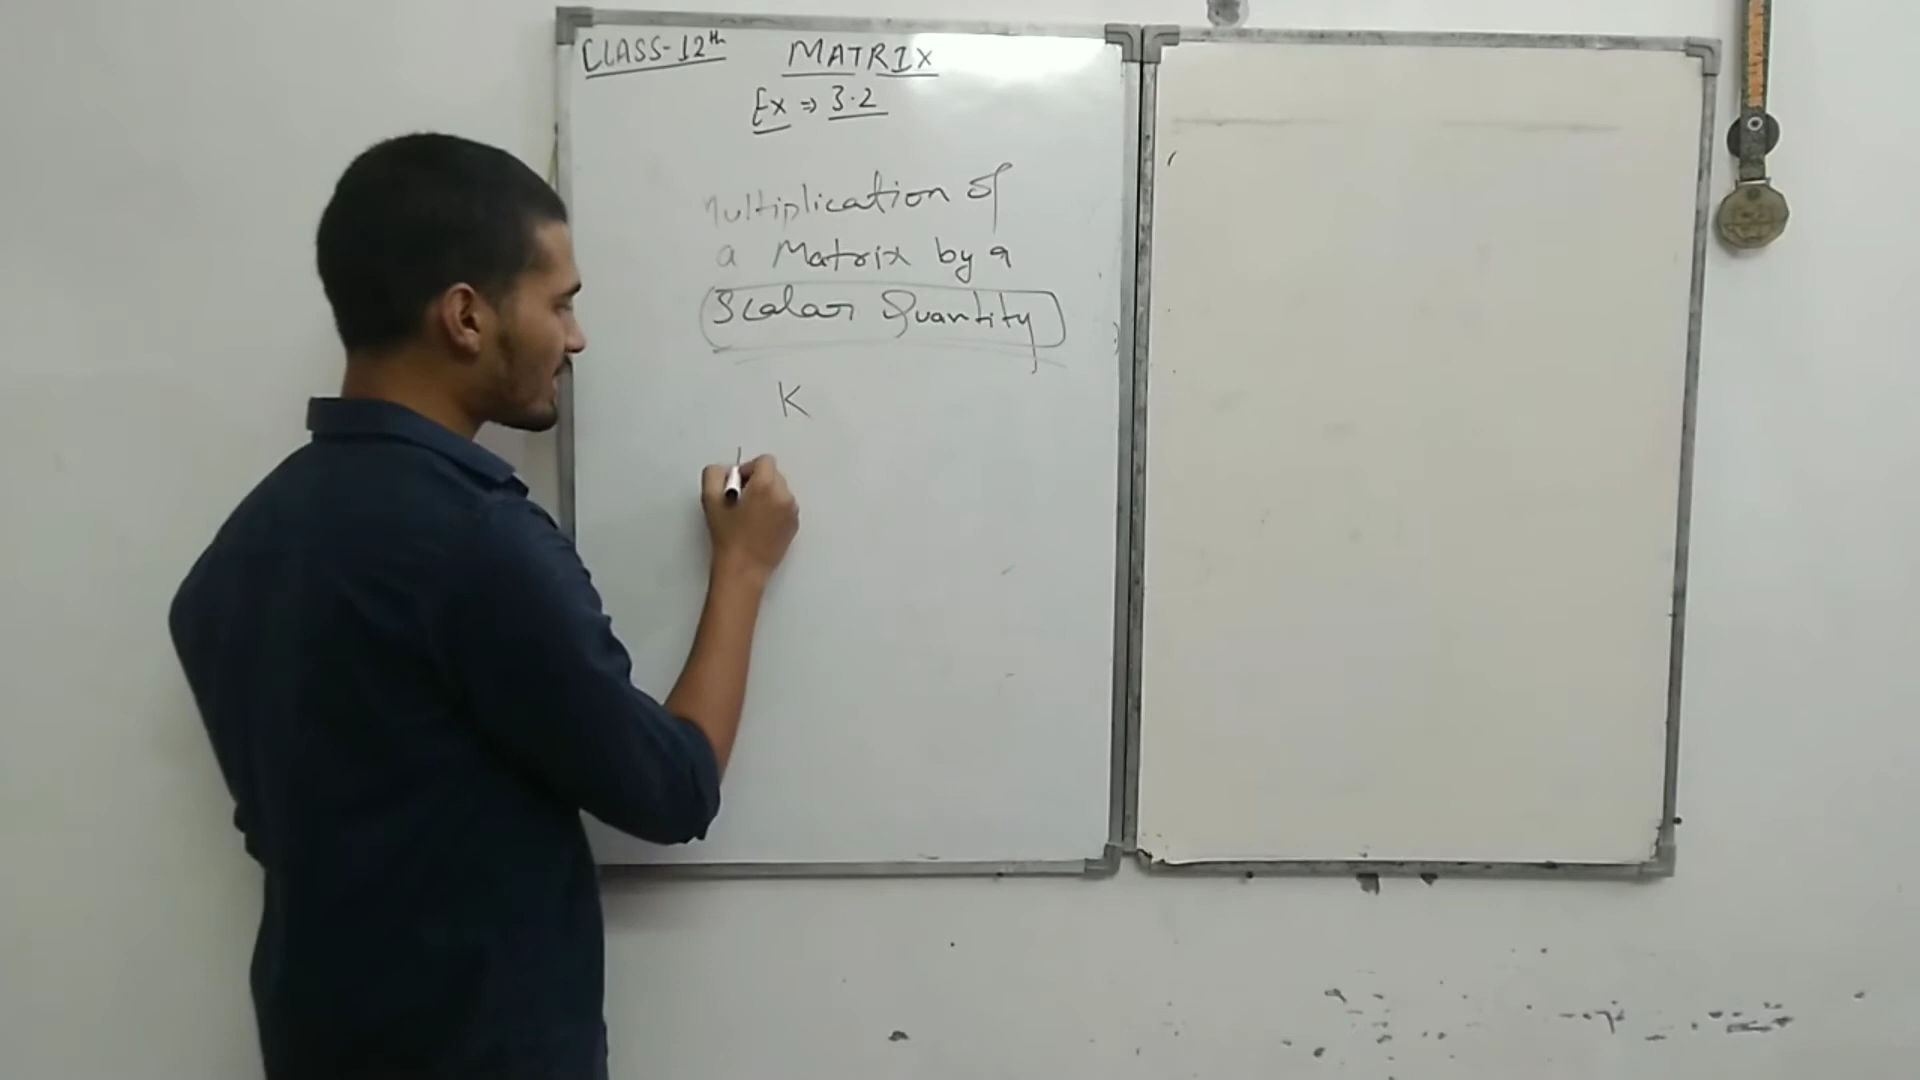 CLASS-12th MATRIX
Ex ⇒ 3.2
Multiplication of
a Matrix by a
Scalar Quantity
K